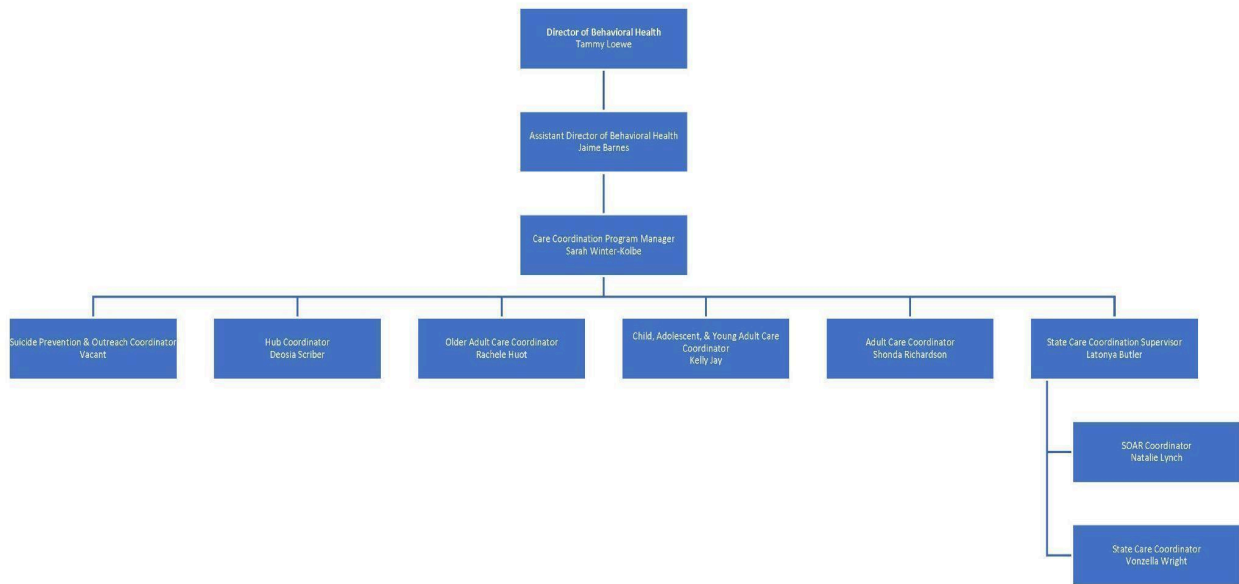 Director of Behavioral Health
Tammy Loewe
Assistant Director of Behavioral Health
Jaime Barnes
Care Coordination Program Manager
Sarah Winter-Kolbe
Suicide Prevention & Outreach Coordinator
Vacant
Hub Coordinator
Deosia Scriber
Older Adult Care Coordinator
Rachele Huot
Child, Adolescent, & Young Adult Care
Coordinator
Kelly Jay
Adult Care Coordinator
Shonda Richardson
State Care Coordination Supervisor
Latonya Butler
SOAR Coordinator
Natalie Lynch
State Care Coordinator
Vonzella Wright